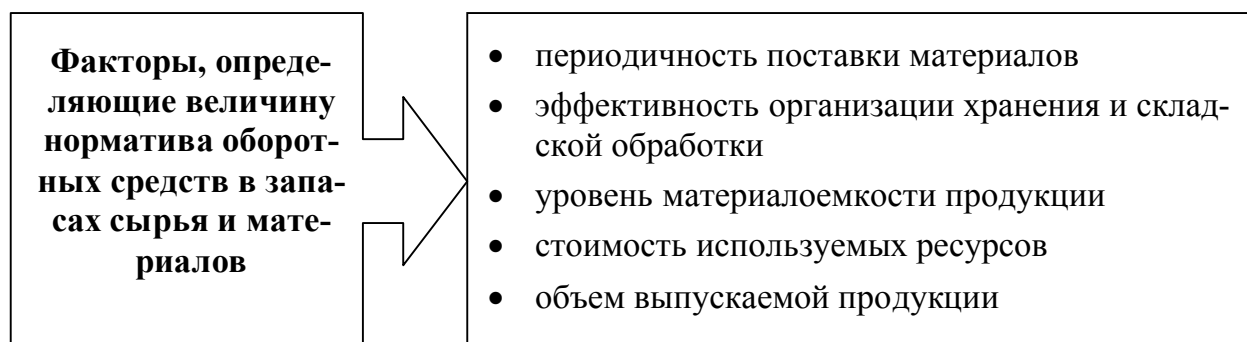 Факторы, опреде-
ляющие величину
норматива оборот-
ных средств в запа-
сах сырья и мате-
риалов
• периодичность поставки материалов
• эффективность организации хранения и склад-
ской обработки
• уровень материалоемкости продукции
• стоимость используемых ресурсов
• объем выпускаемой продукции